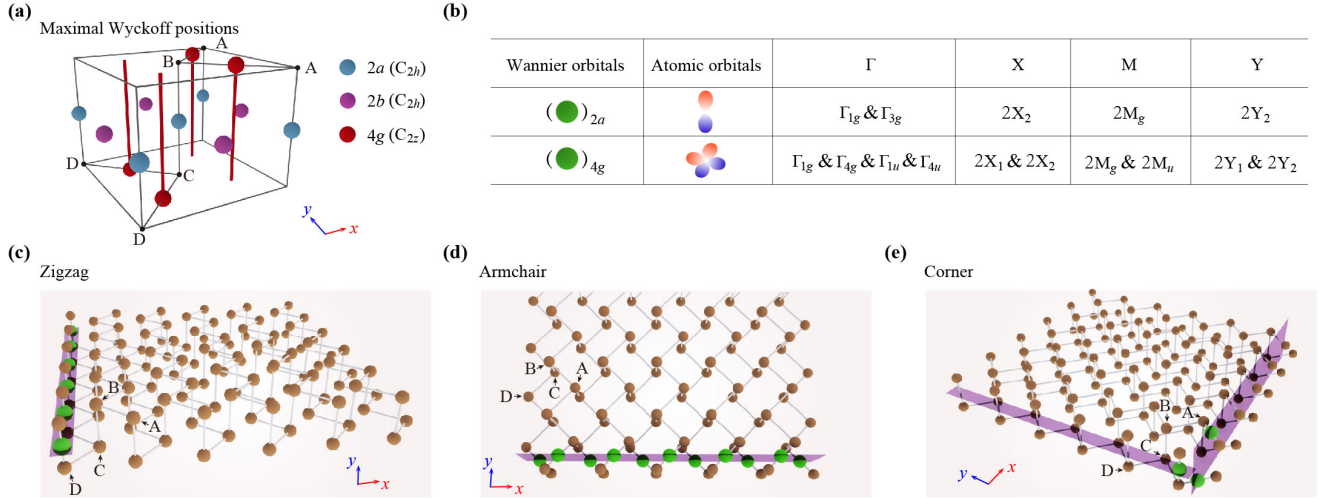 (a)
Maximal Wyckoff positions
A
B
A
D
C
D
2a (C₂ₕ)
2b (C₂ₕ)
4g (C₂z)
y
x
(b)
Wannier orbitals Atomic orbitals Γ X M Y
( )₂ₐ Γ₁g & Γ₃g 2X₂ 2Mg 2Y₂
( )₄g Γ₁g & Γ₄g & Γ₁ᵤ & Γ₄ᵤ 2X₁ & 2X₂ 2Mg & 2Mᵤ 2Y₁ & 2Y₂
(c)
Zigzag
B
A
C
D
y
x
(d)
Armchair
B
A
D
C
y
x
(e)
Corner
B
A
C
D
y
x